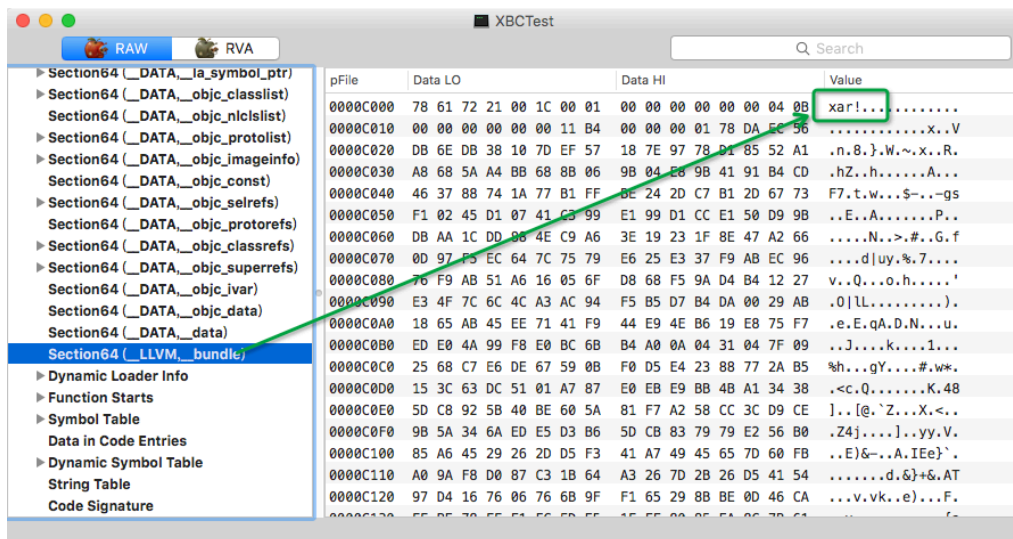 XBCTest
RAW RVA Search
Section64 (__DATA,__la_symbol_ptr)
Section64 (__DATA,__objc_classlist)
Section64 (__DATA,__objc_nlclslist)
Section64 (__DATA,__objc_protolist)
Section64 (__DATA,__objc_imageinfo)
Section64 (__DATA,__objc_const)
Section64 (__DATA,__objc_selrefs)
Section64 (__DATA,__objc_protorefs)
Section64 (__DATA,__objc_classrefs)
Section64 (__DATA,__objc_superrefs)
Section64 (__DATA,__objc_ivar)
Section64 (__DATA,__objc_data)
Section64 (__DATA,__data)
Section64 (__LLVM,__bundle)
Dynamic Loader Info
Function Starts
Symbol Table
Data in Code Entries
Dynamic Symbol Table
String Table
Code Signature
pFile Data LO Data HI Value
0000C000 78 61 72 21 00 1C 00 01 00 00 00 00 00 00 04 0B xar!............
0000C010 00 00 00 00 00 00 11 B4 00 00 00 01 78 DA EC 56 ............x..V
0000C020 DB 6E DB 38 10 7D EF 57 18 7E 97 78 D1 85 52 A1 .n.8.}.W.~.x..R.
0000C030 A8 68 5A A4 BB 68 8B 06 9B 04 E8 9B 41 91 B4 CD .hZ..h......A...
0000C040 46 37 88 74 1A 77 B1 FF BE 24 2D C7 B1 2D 67 73 F7.t.w...$-..-gs
0000C050 F1 02 45 D1 07 41 C3 99 E1 99 D1 CC E1 50 D9 9B ..E..A.......P..
0000C060 DB AA 1C DD 88 4E C9 A6 3E 19 23 1F 8E 47 A2 66 .....N..>.#..G.f
0000C070 0D 97 F5 EC 64 7C 75 79 E6 25 E3 37 F9 AB EC 96 ....d|uy.%.7....
0000C080 76 F9 AB 51 A6 16 05 6F D8 68 F5 9A D4 B4 12 27 v..Q...o.h.....'
0000C090 E3 4F 7C 6C 4C A3 AC 94 F5 B5 D7 B4 DA 00 29 AB .O|lL.........).
0000C0A0 18 65 AB 45 EE 71 41 F9 44 E9 4E B6 19 E8 75 F7 .e.E.qA.D.N...u.
0000C0B0 ED E0 4A 99 F8 E0 BC 6B B4 A0 0A 04 31 04 7F 09 ..J....k....1...
0000C0C0 25 68 C7 E6 DE 67 59 0B F0 D5 E4 23 88 77 2A B5 %h...gY....#.w*.
0000C0D0 15 3C 63 DC 51 01 A7 87 E0 EB E9 BB 4B A1 34 38 .<c.Q.......K.48
0000C0E0 5D C8 92 5B 40 BE 60 5A 81 F7 A2 58 CC 3C D9 CE ]..[@.`Z...X.<..
0000C0F0 9B 5A 34 6A ED E5 D3 B6 5D CB 83 79 79 E2 56 B0 .Z4j....]..yy.V.
0000C100 85 A6 45 29 26 2D D5 F3 41 A7 49 45 65 7D 60 FB ..E)&-..A.IEe}`.
0000C110 A0 9A F8 D0 87 C3 1B 64 A3 26 7D 2B 26 D5 41 54 .......d.&}+&.AT
0000C120 97 D4 16 76 06 76 6B 9F F1 65 29 8B BE 0D 46 CA ...v.vk..e)...F.